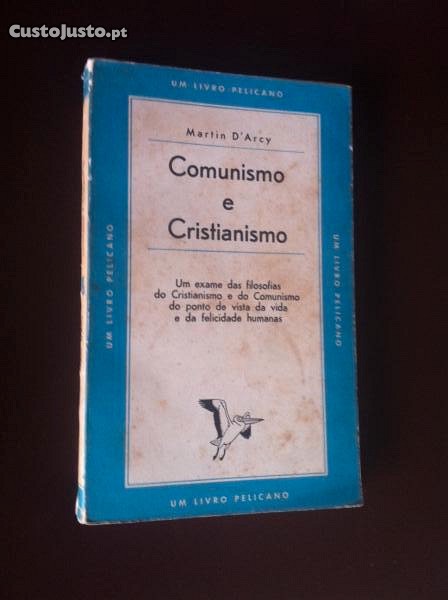 CustoJusto.pt
UM LIVRO PELICANO
Martin D'Arcy
Comunismo
e
Cristianismo
Um exame das filosofias
do Cristianismo e do Comunismo
do ponto de vista da vida
e da felicidade humanas
UM LIVRO PELICANO
UM LIVRO PELICANO
UM LIVRO PELICANO